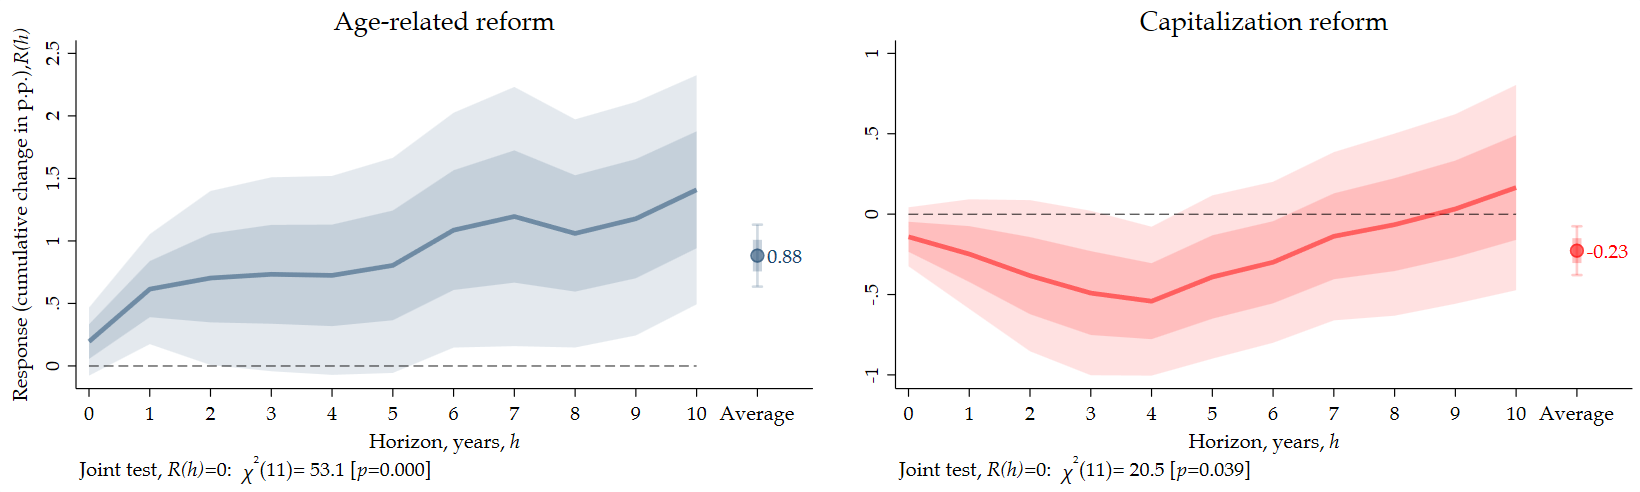 Age-related reform
Response (cumulative change in p.p.),R(h)
2.5
2
1.5
1
.5
0
0.88
0 1 2 3 4 5 6 7 8 9 10 Average
Horizon, years, h
Joint test, R(h)=0: χ²(11)= 53.1 [p=0.000]
Capitalization reform
1
.5
0
-.5
-1
-0.23
0 1 2 3 4 5 6 7 8 9 10 Average
Horizon, years, h
Joint test, R(h)=0: χ²(11)= 20.5 [p=0.039]